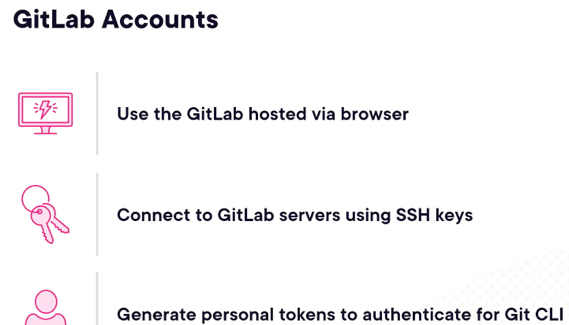 GitLab Accounts
Use the GitLab hosted via browser
Connect to GitLab servers using SSH keys
Generate personal tokens to authenticate for Git CLI